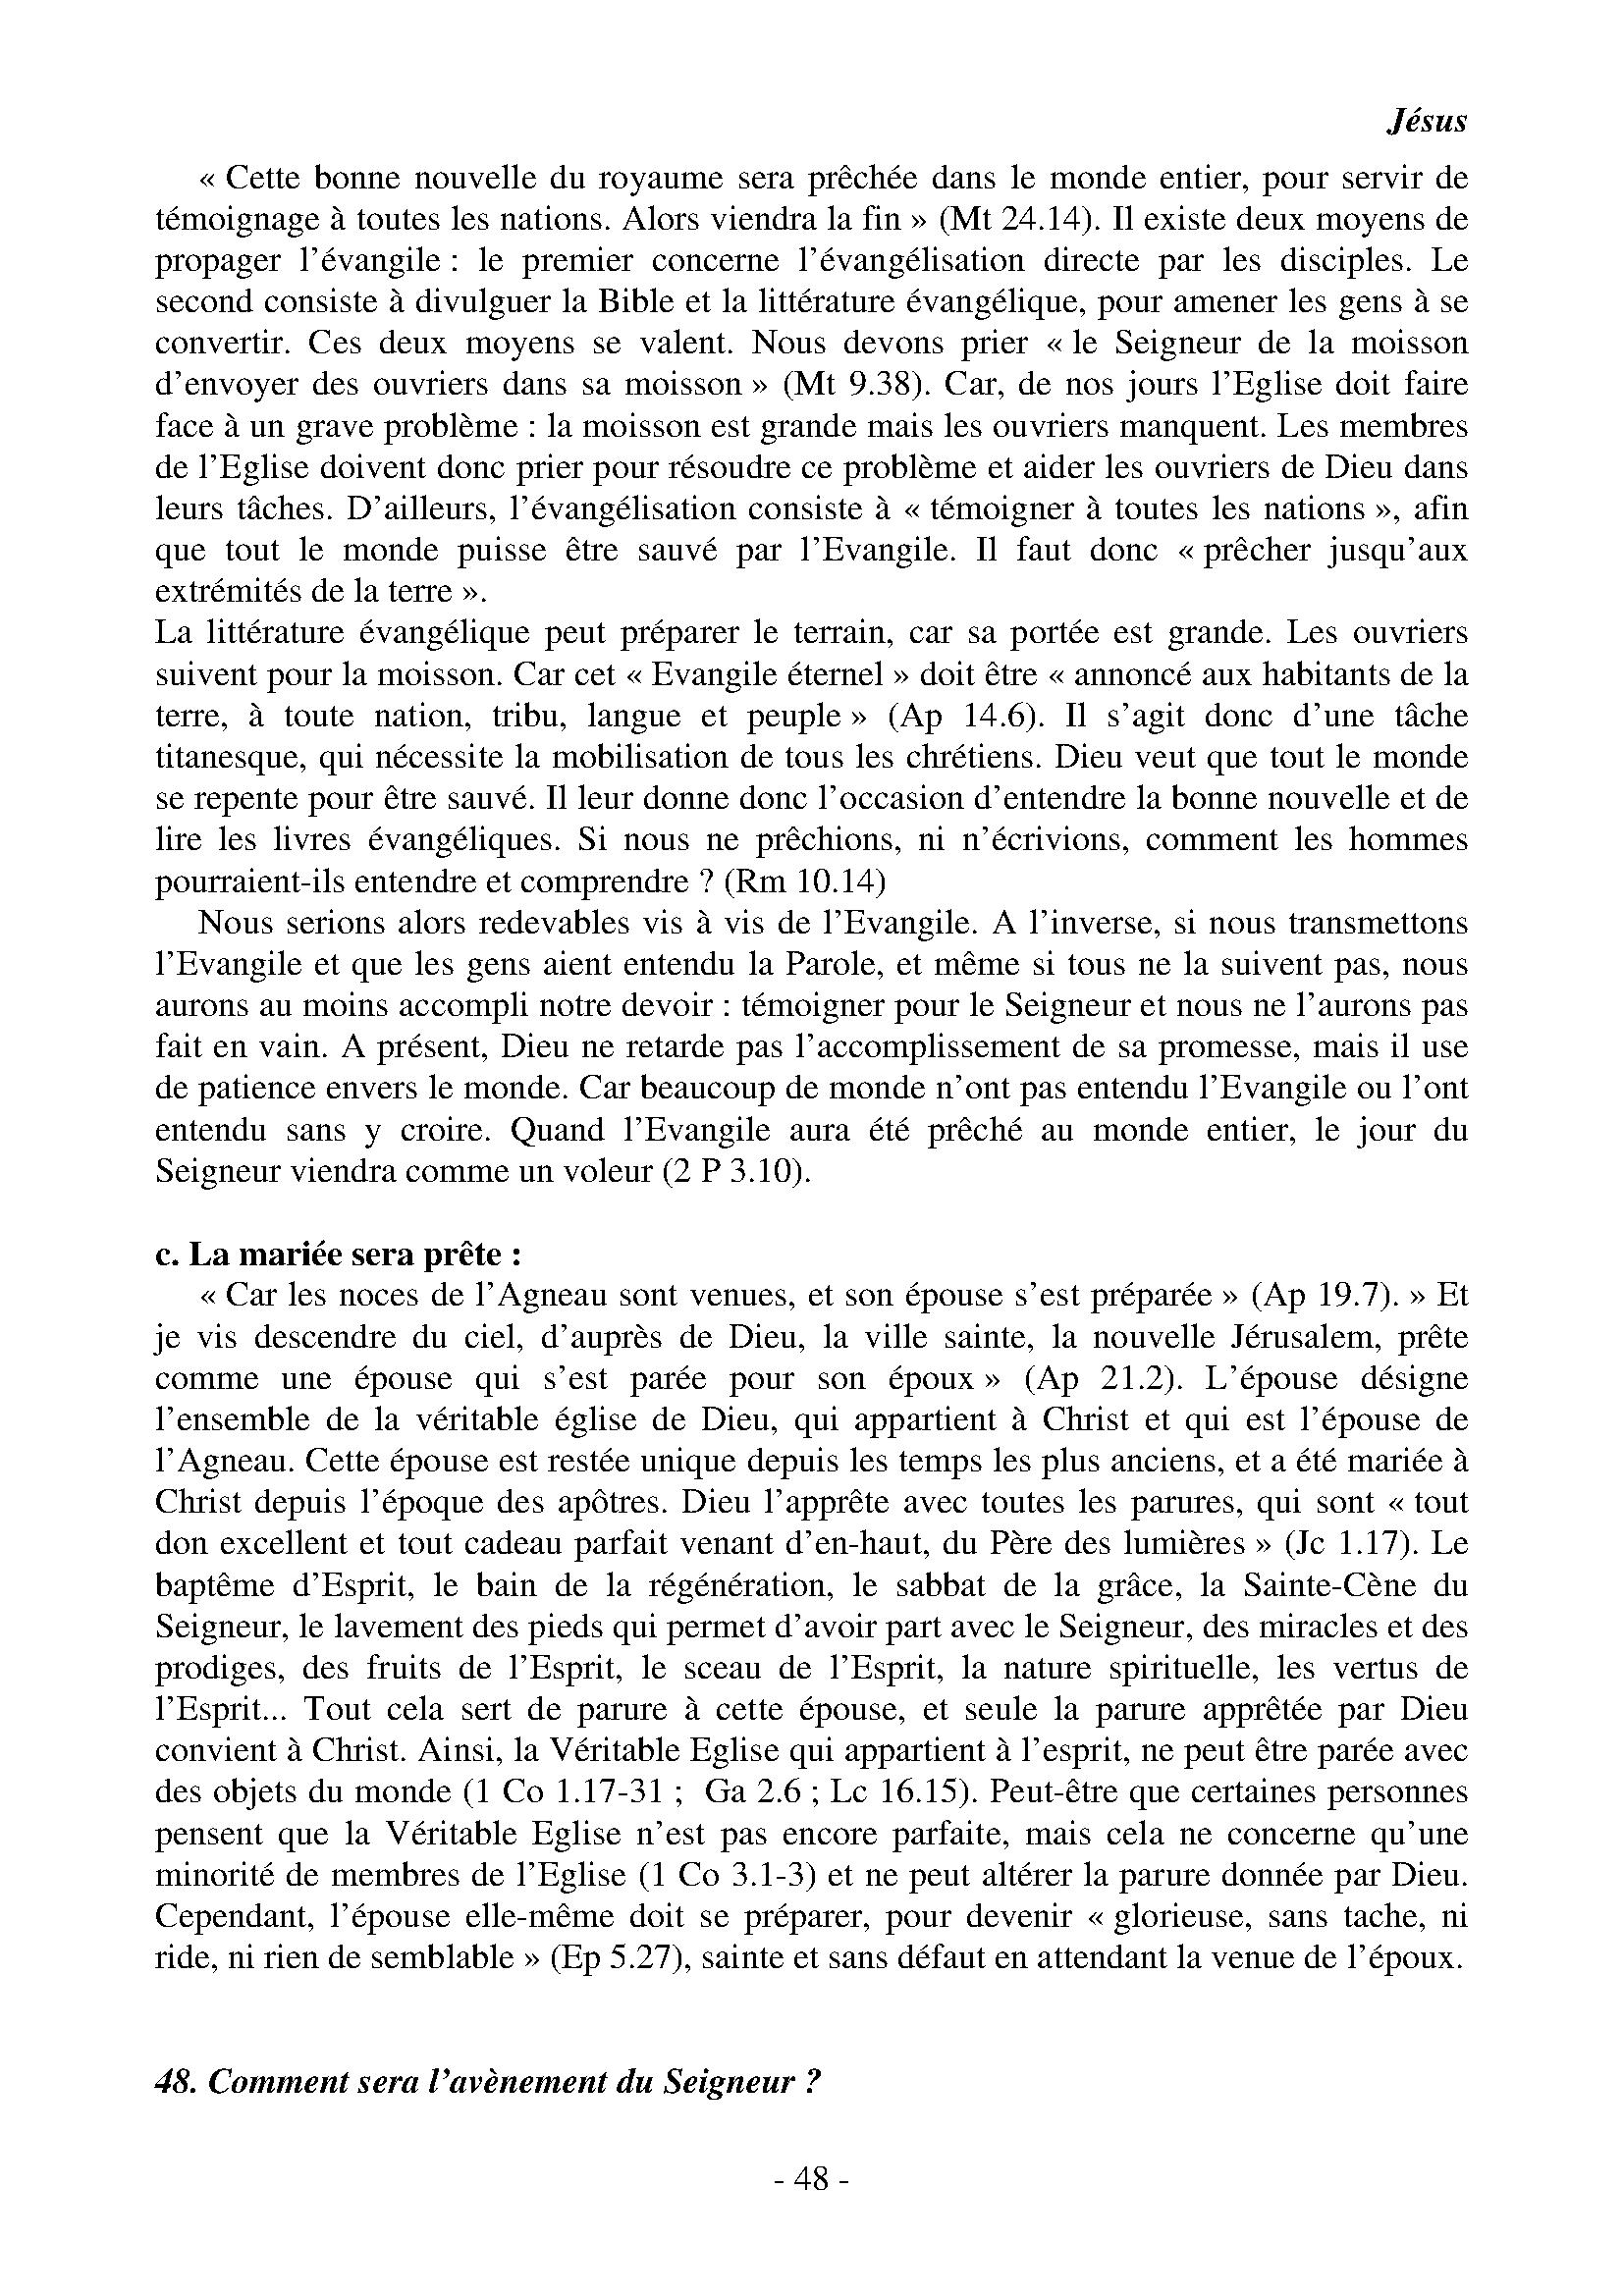 Jésus
« Cette bonne nouvelle du royaume sera prêchée dans le monde entier, pour servir de
témoignage à toutes les nations. Alors viendra la fin » (Mt 24.14). Il existe deux moyens de
propager l’évangile : le premier concerne l’évangélisation directe par les disciples. Le
second consiste à divulguer la Bible et la littérature évangélique, pour amener les gens à se
convertir. Ces deux moyens se valent. Nous devons prier « le Seigneur de la moisson
d’envoyer des ouvriers dans sa moisson » (Mt 9.38). Car, de nos jours l’Eglise doit faire
face à un grave problème : la moisson est grande mais les ouvriers manquent. Les membres
de l’Eglise doivent donc prier pour résoudre ce problème et aider les ouvriers de Dieu dans
leurs tâches. D’ailleurs, l’évangélisation consiste à « témoigner à toutes les nations », afin
que tout le monde puisse être sauvé par l’Evangile. Il faut donc « prêcher jusqu’aux
extrémités de la terre ».
La littérature évangélique peut préparer le terrain, car sa portée est grande. Les ouvriers
suivent pour la moisson. Car cet « Evangile éternel » doit être « annoncé aux habitants de la
terre, à toute nation, tribu, langue et peuple » (Ap 14.6). Il s’agit donc d’une tâche
titanesque, qui nécessite la mobilisation de tous les chrétiens. Dieu veut que tout le monde
se repente pour être sauvé. Il leur donne donc l’occasion d’entendre la bonne nouvelle et de
lire les livres évangéliques. Si nous ne prêchions, ni n’écrivions, comment les hommes
pourraient-ils entendre et comprendre ? (Rm 10.14)
Nous serions alors redevables vis à vis de l’Evangile. A l’inverse, si nous transmettons
l’Evangile et que les gens aient entendu la Parole, et même si tous ne la suivent pas, nous
aurons au moins accompli notre devoir : témoigner pour le Seigneur et nous ne l’aurons pas
fait en vain. A présent, Dieu ne retarde pas l’accomplissement de sa promesse, mais il use
de patience envers le monde. Car beaucoup de monde n’ont pas entendu l’Evangile ou l’ont
entendu sans y croire. Quand l’Evangile aura été prêché au monde entier, le jour du
Seigneur viendra comme un voleur (2 P 3.10).
c. La mariée sera prête :
« Car les noces de l’Agneau sont venues, et son épouse s’est préparée » (Ap 19.7). » Et
je vis descendre du ciel, d’auprès de Dieu, la ville sainte, la nouvelle Jérusalem, prête
comme une épouse qui s’est parée pour son époux » (Ap 21.2). L’épouse désigne
l’ensemble de la véritable église de Dieu, qui appartient à Christ et qui est l’épouse de
l’Agneau. Cette épouse est restée unique depuis les temps les plus anciens, et a été mariée à
Christ depuis l’époque des apôtres. Dieu l’apprête avec toutes les parures, qui sont « tout
don excellent et tout cadeau parfait venant d’en-haut, du Père des lumières » (Jc 1.17). Le
baptême d’Esprit, le bain de la régénération, le sabbat de la grâce, la Sainte-Cène du
Seigneur, le lavement des pieds qui permet d’avoir part avec le Seigneur, des miracles et des
prodiges, des fruits de l’Esprit, le sceau de l’Esprit, la nature spirituelle, les vertus de
l’Esprit... Tout cela sert de parure à cette épouse, et seule la parure apprêtée par Dieu
convient à Christ. Ainsi, la Véritable Eglise qui appartient à l’esprit, ne peut être parée avec
des objets du monde (1 Co 1.17-31 ; Ga 2.6 ; Lc 16.15). Peut-être que certaines personnes
pensent que la Véritable Eglise n’est pas encore parfaite, mais cela ne concerne qu’une
minorité de membres de l’Eglise (1 Co 3.1-3) et ne peut altérer la parure donnée par Dieu.
Cependant, l’épouse elle-même doit se préparer, pour devenir « glorieuse, sans tache, ni
ride, ni rien de semblable » (Ep 5.27), sainte et sans défaut en attendant la venue de l’époux.
48. Comment sera l’avènement du Seigneur ?
- 48 -